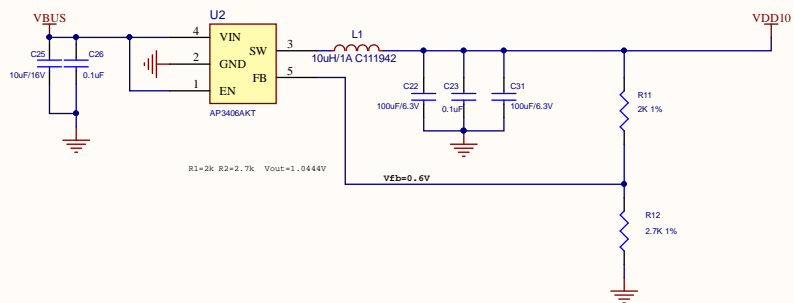 VBUS
U2
VDD10
4
VIN
SW
3
L1
10uH/1A C111942
2
GND
FB
5
1
EN
AP3406AKT
C25
10uF/16V
C26
0.1uF
C22
100uF/6.3V
C23
0.1uF
C31
100uF/6.3V
R11
2K 1%
R1=2k R2=2.7k Vout=1.0444V
Vfb=0.6V
R12
2.7K 1%